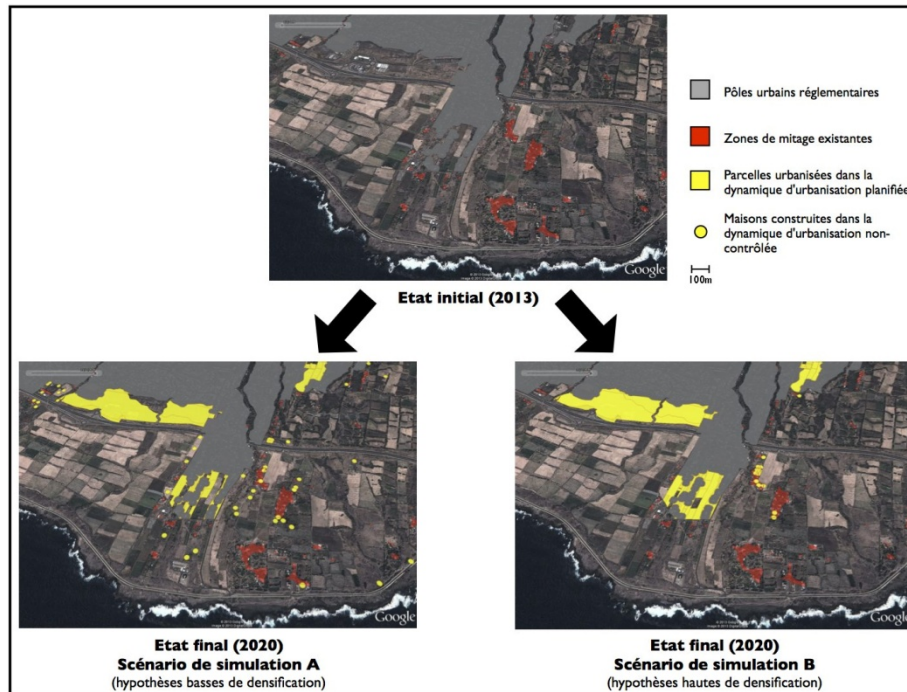 Pôles urbains réglementaires
Zones de mitage existantes
Parcelles urbanisées dans la
dynamique d'urbanisation planifiée
Maisons construites dans la
dynamique d'urbanisation non-
contrôlée
100m
Google
Etat initial (2013)
Google
Google
Etat final (2020)
Scénario de simulation A
(hypothèses basses de densification)
Etat final (2020)
Scénario de simulation B
(hypothèses hautes de densification)